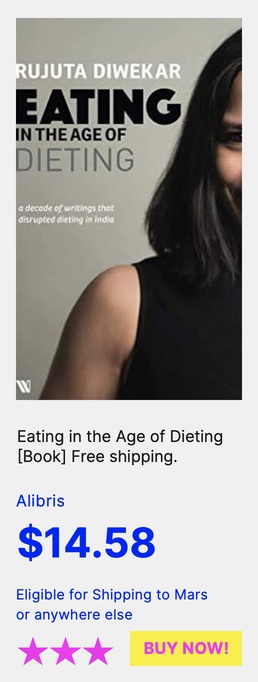 RUJUTA DIWEKAR
EATING
IN THE AGE OF
DIETING
a decade of writings that
disrupted dieting in India
W
Eating in the Age of Dieting
[Book] Free shipping.
Alibris
$14.58
Eligible for Shipping to Mars
or anywhere else
BUY NOW!